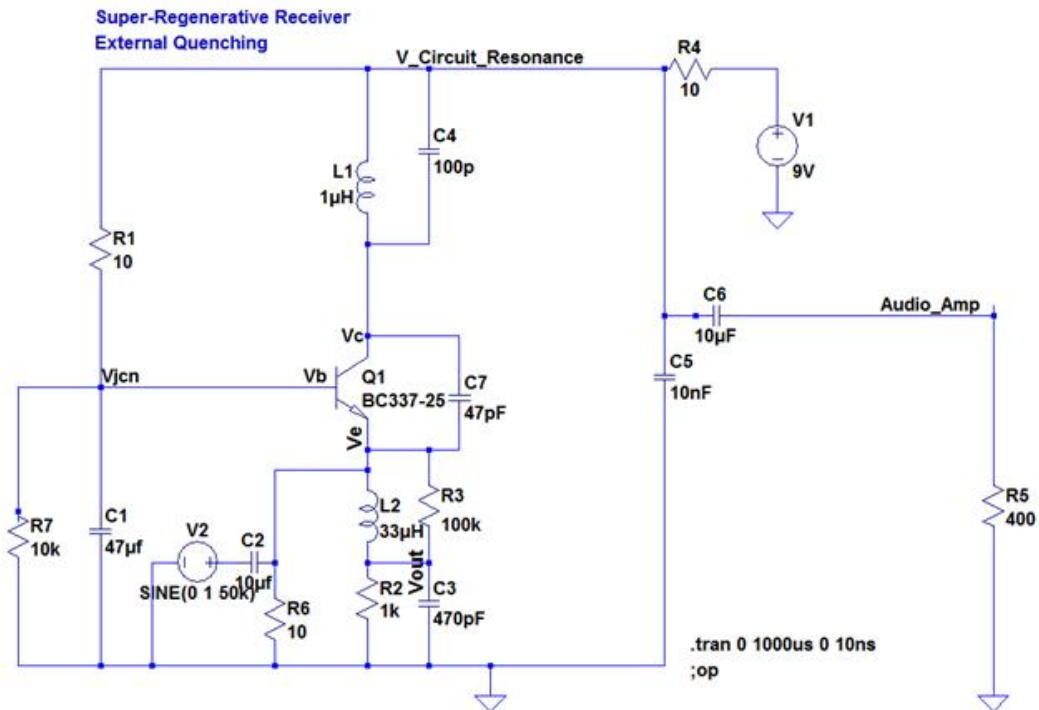 Super-Regenerative Receiver
External Quenching
V_Circuit_Resonance
R4
10
V1
9V
C4
100p
L1
1µH
R1
10
C6
10µF
Audio_Amp
Vc
Vjcn
Vb
Q1
BC337-25
C7
47pF
C5
10nF
Ve
L2
33µH
R3
100k
R7
10k
C1
47µf
V2
SINE(0 1 50k)
C2
10µf
R6
10
Vout
R2
1k
C3
470pF
R5
400
.tran 0 1000us 0 10ns
;op